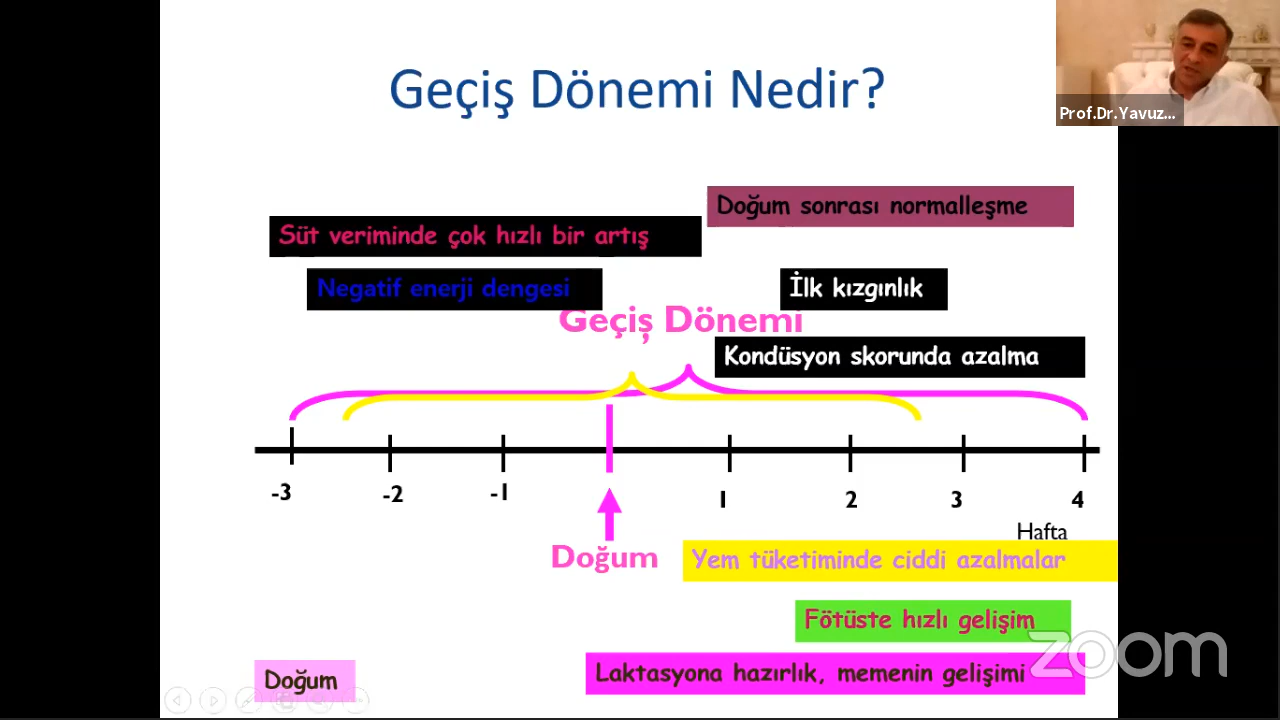 Geçiş Dönemi Nedir?
Prof.Dr.Yavuz...
Doğum sonrası normalleşme
Süt veriminde çok hızlı bir artış
Negatif enerji dengesi
İlk kızgınlık
Geçiş Dönemi
Kondüsyon skorunda azalma
-3 -2 -1 1 2 3 4
Hafta
Doğum
Yem tüketiminde ciddi azalmalar
Fötüste hızlı gelişim
zoom
Laktasyona hazırlık, memenin gelişimi
Doğum